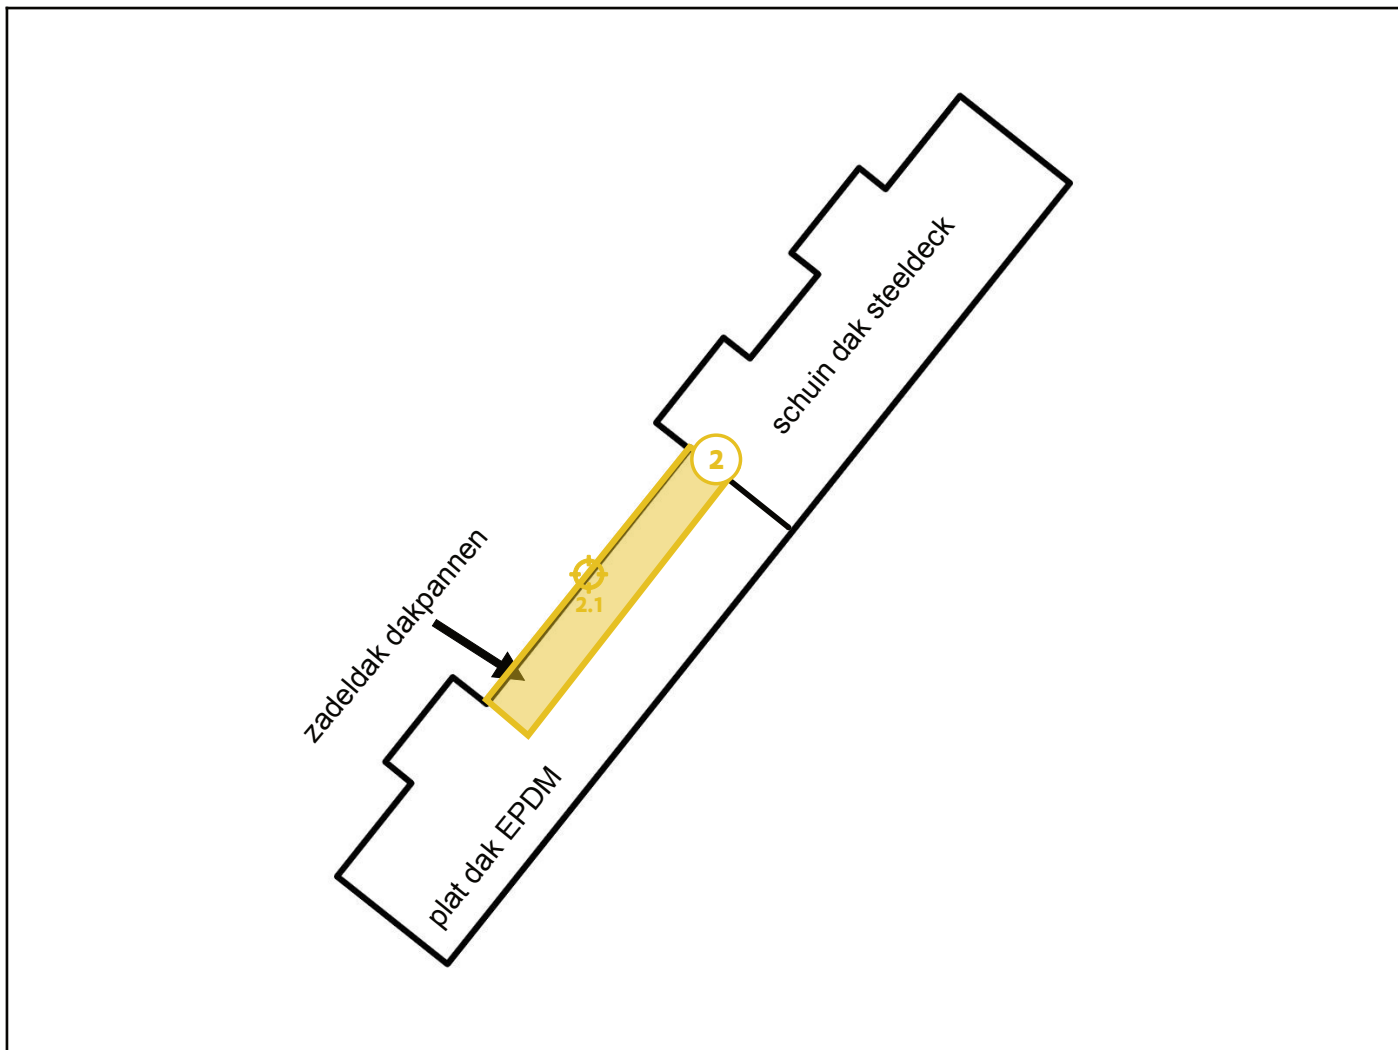 schuin dak steeldeck
2
2.1
zadeldak dakpannen
plat dak EPDM